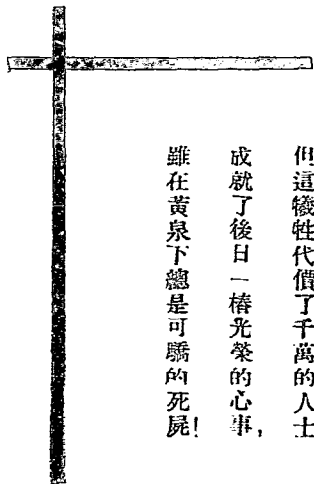 但這犧牲代價了千萬的人士
成就了後日一樁光榮的心事，
雖在黃泉下總是可驕的死屍！